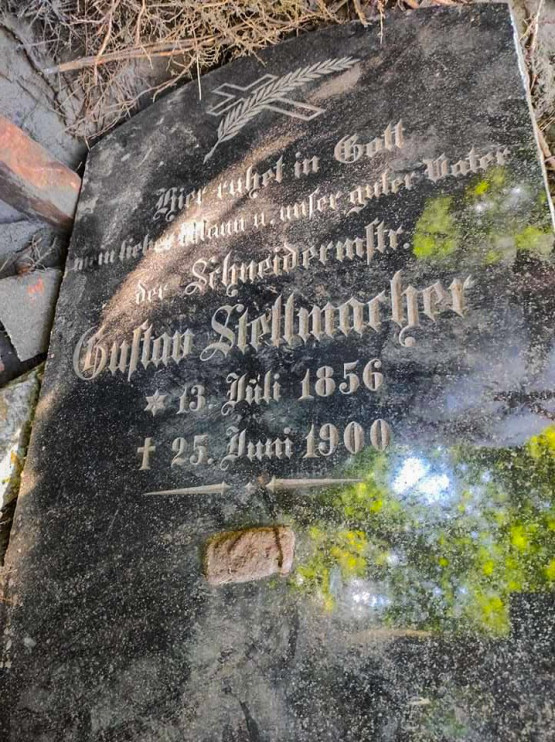 Hier ruhet in Gott
mein lieber Mann u. unser guter Vater
der Schneidermstr.
Gustav Stellmacher
* 13. Jüli 1856
† 25. Juni 1900